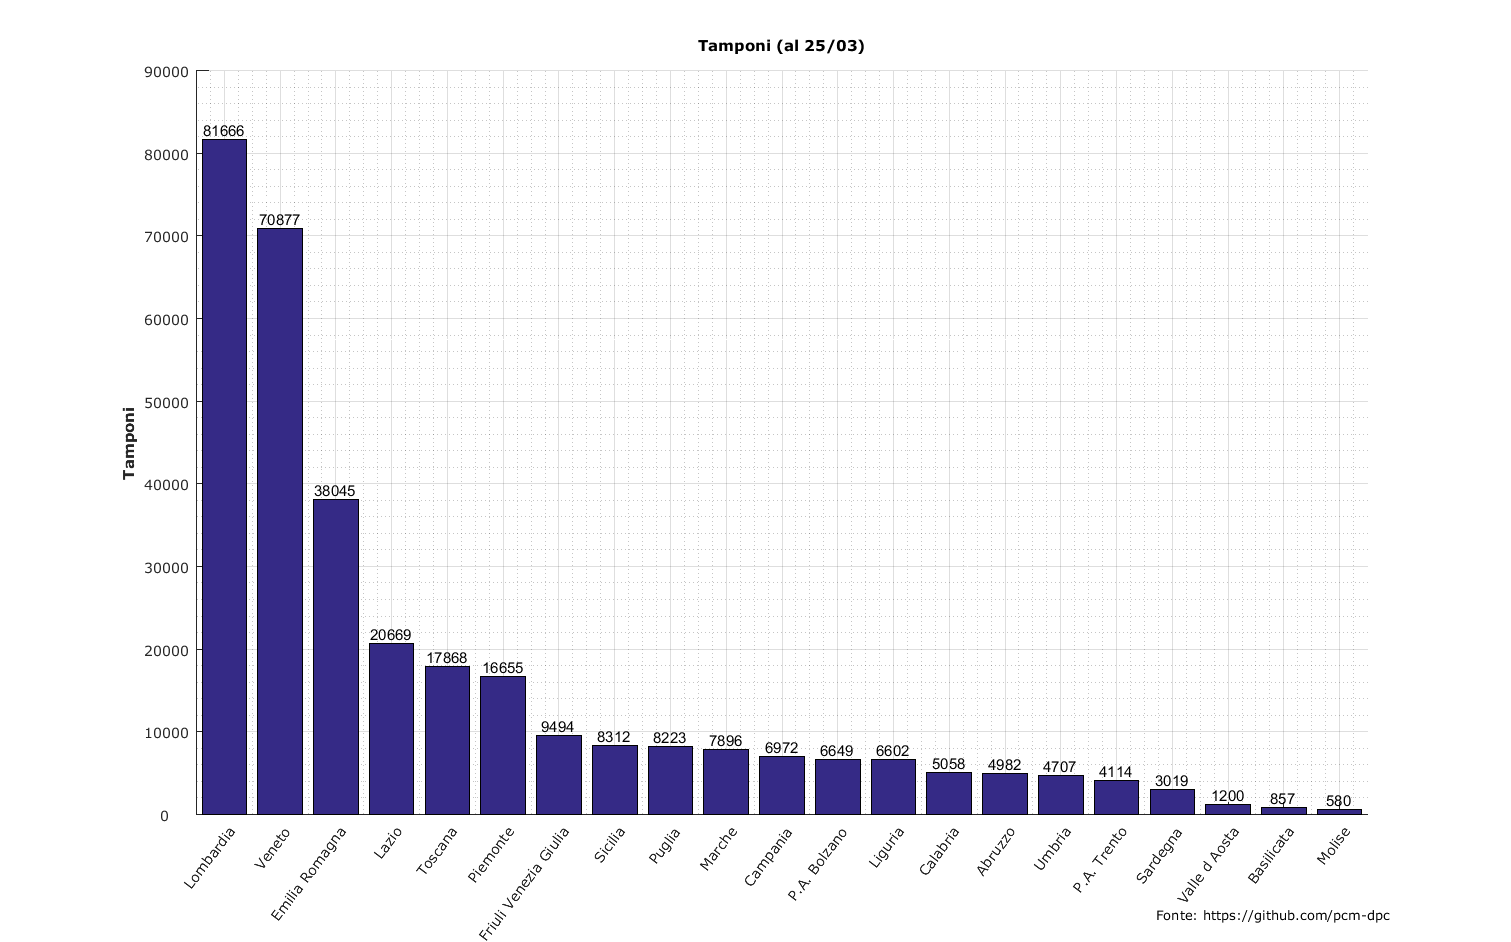 Tamponi (al 25/03)
90000
80000
70000
60000
50000
40000
30000
20000
10000
0
Tamponi
81666
70877
38045
20669
17868
16655
9494
8312
8223
7896
6972
6649
6602
5058
4982
4707
4114
3019
1200
857
580
Lombardia
Veneto
Emilia Romagna
Lazio
Toscana
Piemonte
Friuli Venezia Giulia
Sicilia
Puglia
Marche
Campania
P.A. Bolzano
Liguria
Calabria
Abruzzo
Umbria
P.A. Trento
Sardegna
Valle d Aosta
Basilicata
Molise
Fonte: https://github.com/pcm-dpc